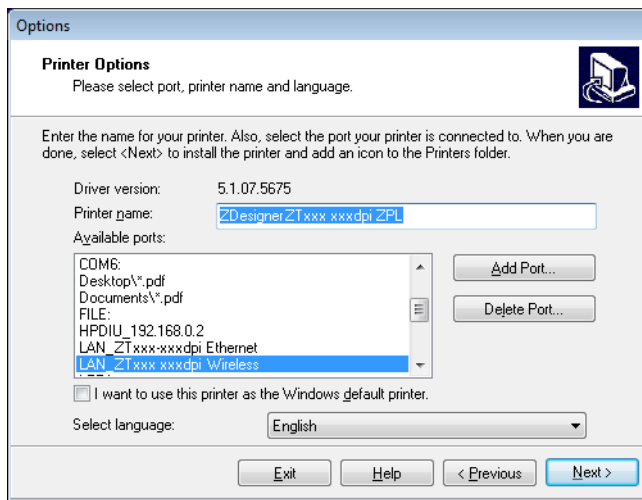 Options
Printer Options
Please select port, printer name and language.
Enter the name for your printer. Also, select the port your printer is connected to. When you are
done, select <Next> to install the printer and add an icon to the Printers folder.
Driver version: 5.1.07.5675
Printer name: ZDesignerZTxxx xxxdpi ZPL
Available ports:
COM6:
Desktop\*.pdf
Documents\*.pdf
FILE:
HPDIU_192.168.0.2
LAN_ZTxxx-xxxdpi Ethernet
LAN_ZTxxx xxxdpi Wireless
Add Port...
Delete Port...
I want to use this printer as the Windows default printer.
Select language: English
Exit Help < Previous Next >